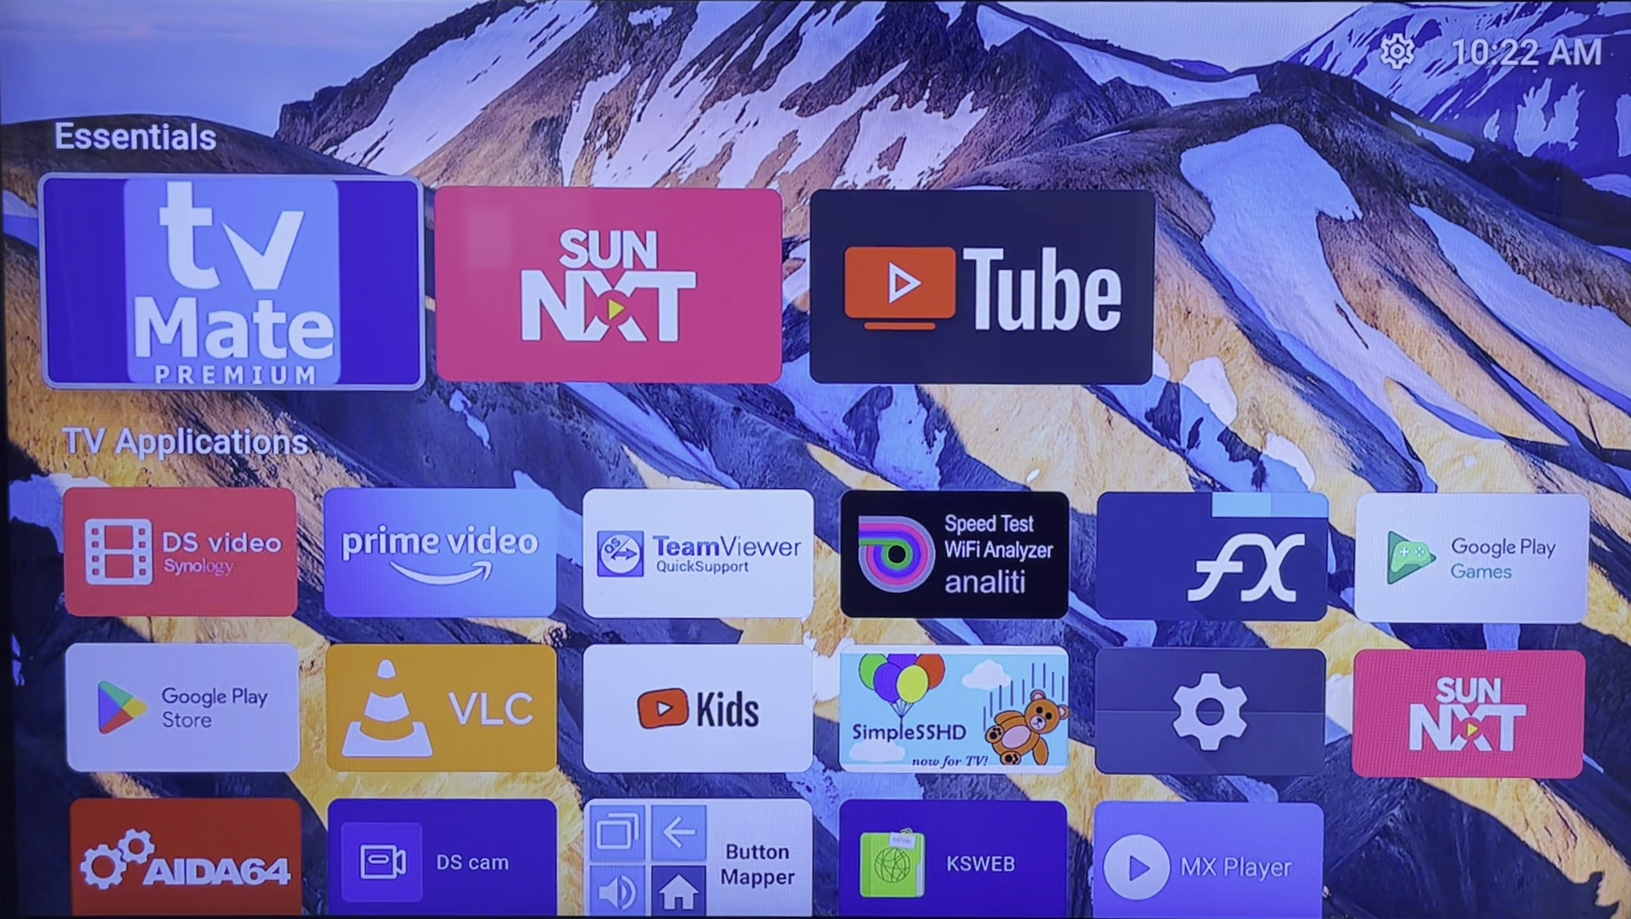 10:22 AM
Essentials
tv
Mate
PREMIUM
SUN
NXT
Tube
TV Applications
DS video
Synology
prime video
TeamViewer
QuickSupport
Speed Test
WiFi Analyzer
analiti
fX
Google Play
Games
Google Play
Store
VLC
Kids
SimpleSSHD
now for TV!
SUN
NXT
AIDA64
DS cam
Button
Mapper
KSWEB
MX Player